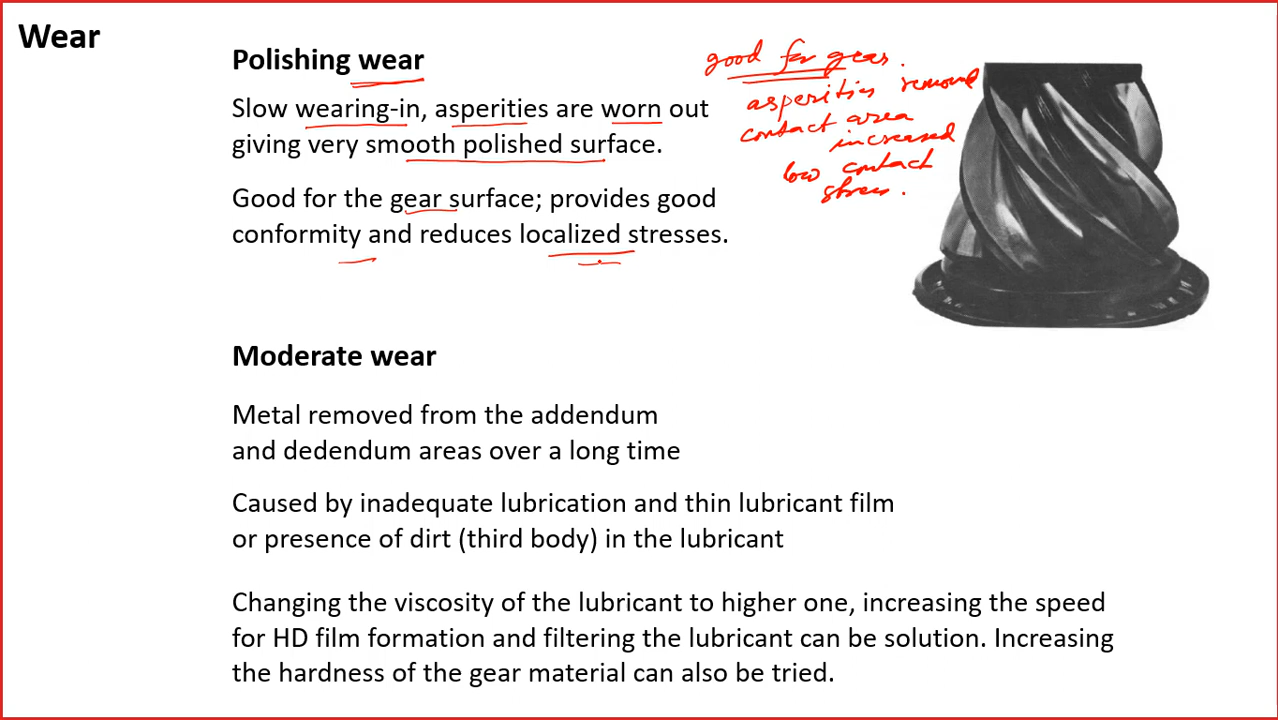 Wear
Polishing wear
Slow wearing-in, asperities are worn out
giving very smooth polished surface.
Good for the gear surface; provides good
conformity and reduces localized stresses.
good for gear.
asperities removed
contact area
increased
low contact
stress.
Moderate wear
Metal removed from the addendum
and dedendum areas over a long time
Caused by inadequate lubrication and thin lubricant film
or presence of dirt (third body) in the lubricant
Changing the viscosity of the lubricant to higher one, increasing the speed
for HD film formation and filtering the lubricant can be solution. Increasing
the hardness of the gear material can also be tried.